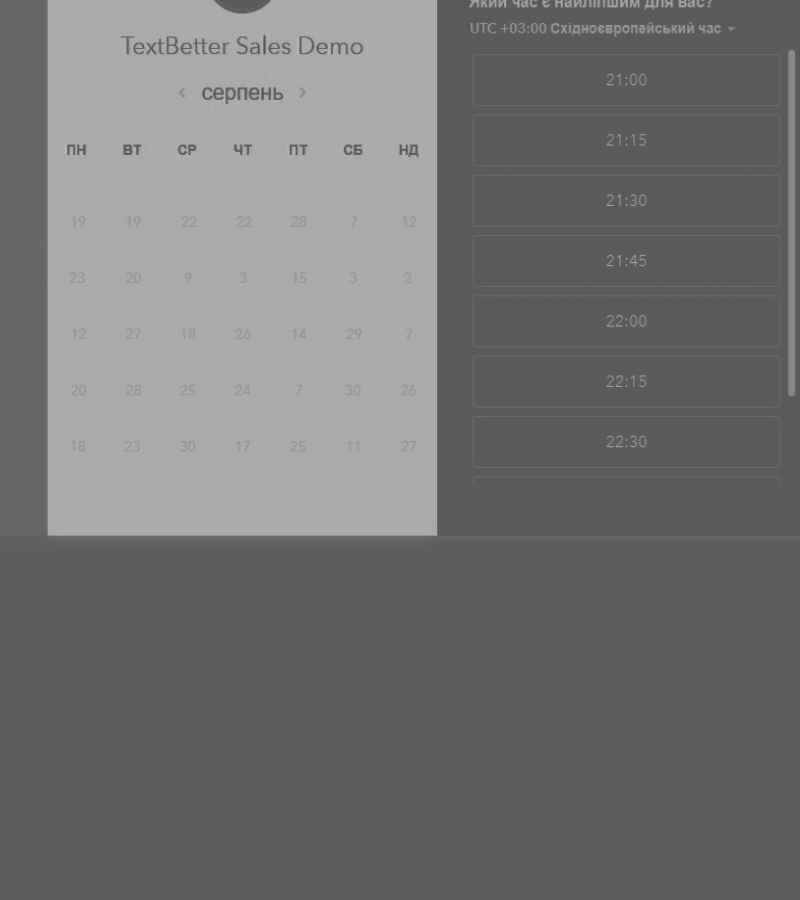 TextBetter Sales Demo
серпень
ПН ВТ СР ЧТ ПТ СБ НД
19 19 22 22 28 7 12
23 20 9 3 15 3 2
12 27 18 26 14 29 7
20 28 25 24 7 30 26
18 23 30 17 25 11 27
Який час є найліпшим для вас?
UTC +03:00 Східноєвропейський час
21:00
21:15
21:30
21:45
22:00
22:15
22:30